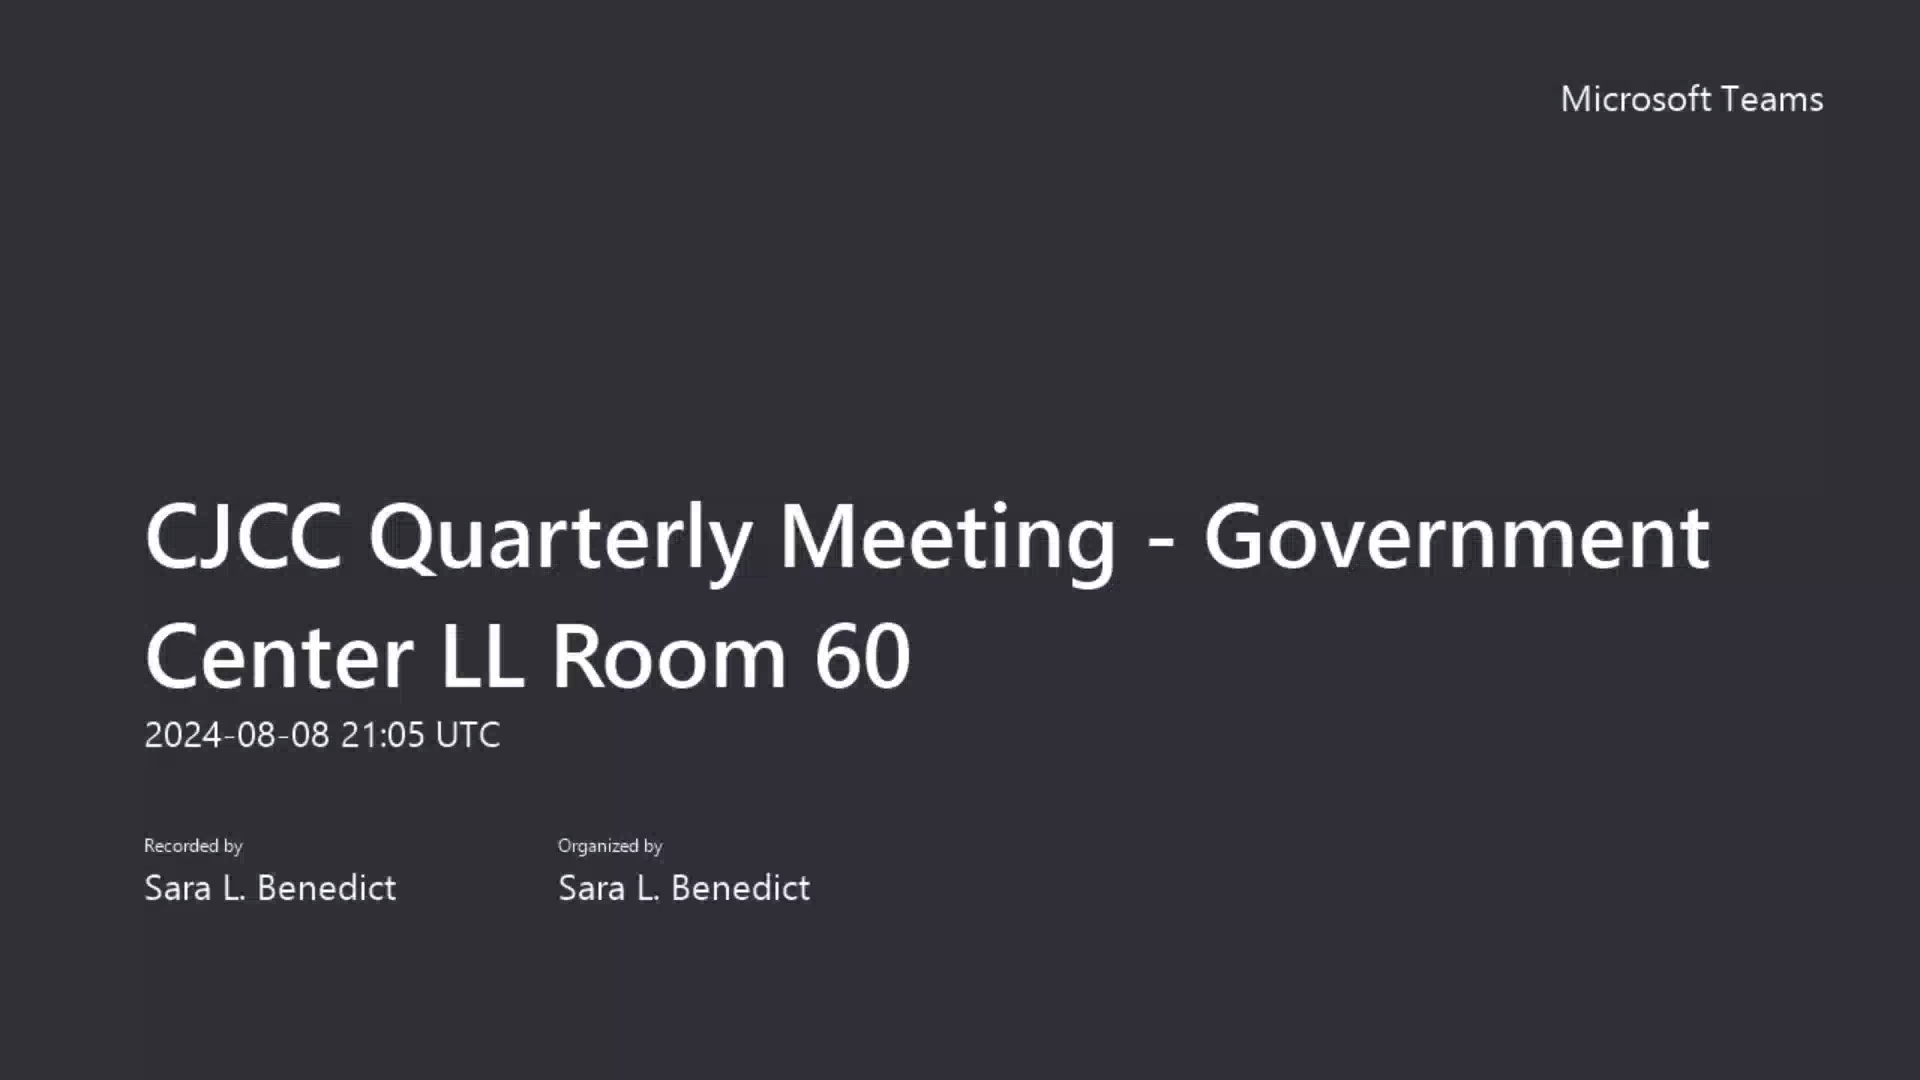 Microsoft Teams
CJCC Quarterly Meeting - Government
Center LL Room 60
2024-08-08 21:05 UTC
Recorded by
Sara L. Benedict
Organized by
Sara L. Benedict